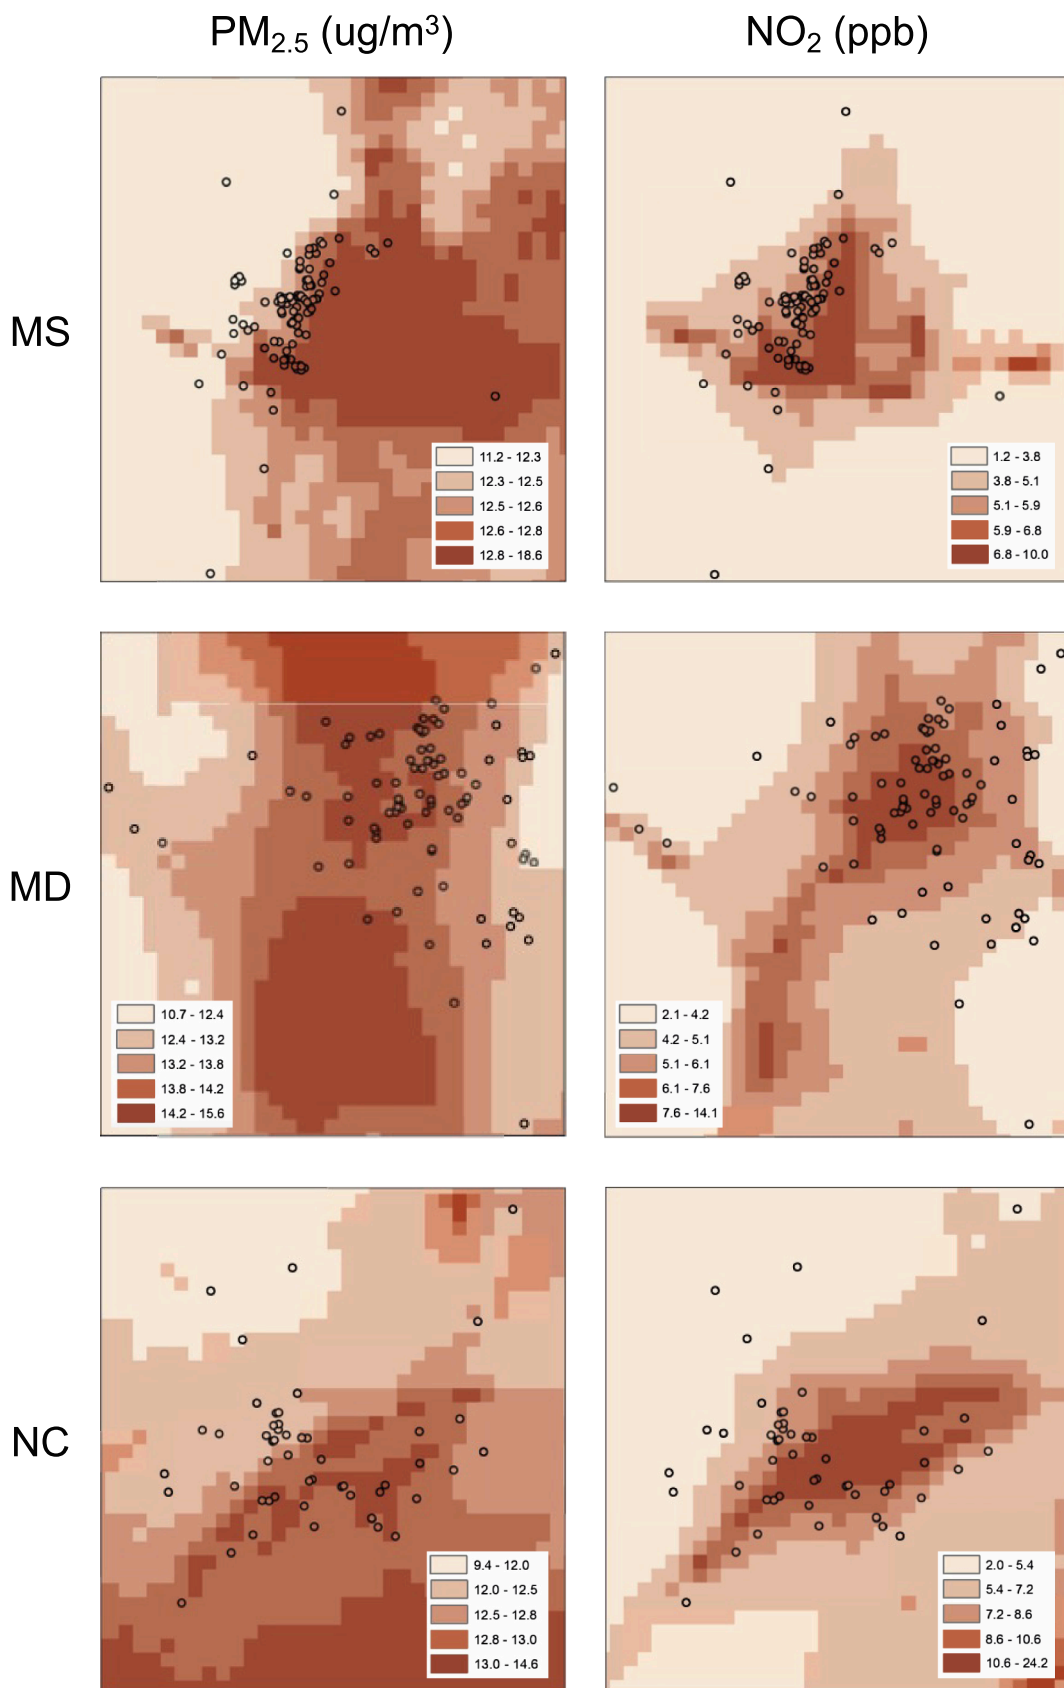 PM2.5 (ug/m³) NO2 (ppb)
MS
11.2 - 12.3
12.3 - 12.5
12.5 - 12.6
12.6 - 12.8
12.8 - 18.6
1.2 - 3.8
3.8 - 5.1
5.1 - 5.9
5.9 - 6.8
6.8 - 10.0
MD
10.7 - 12.4
12.4 - 13.2
13.2 - 13.8
13.8 - 14.2
14.2 - 15.6
2.1 - 4.2
4.2 - 5.1
5.1 - 6.1
6.1 - 7.6
7.6 - 14.1
NC
9.4 - 12.0
12.0 - 12.5
12.5 - 12.8
12.8 - 13.0
13.0 - 14.6
2.0 - 5.4
5.4 - 7.2
7.2 - 8.6
8.6 - 10.6
10.6 - 24.2